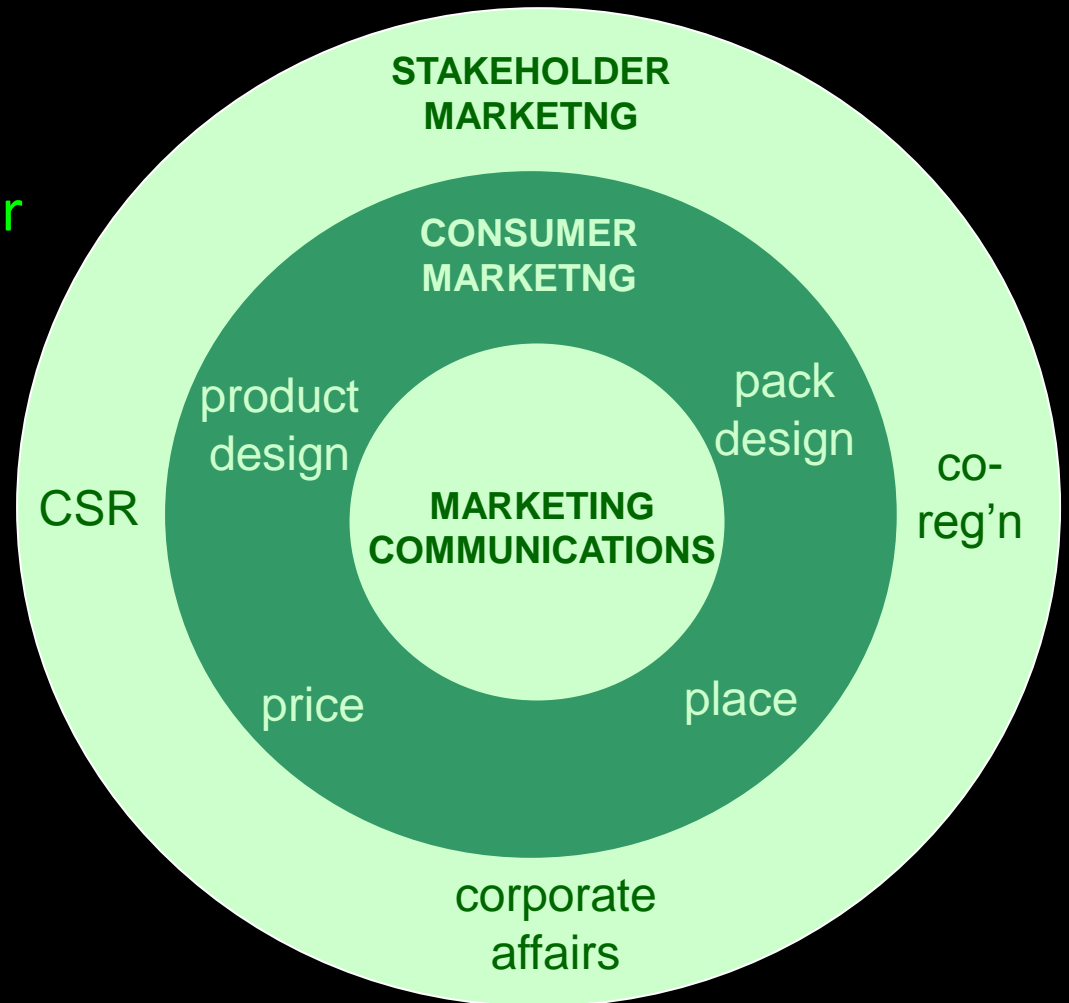 STAKEHOLDER
MARKETNG
r
CONSUMER
MARKETNG
product
design
pack
design
CSR
MARKETING
COMMUNICATIONS
co-
reg’n
price
place
corporate
affairs